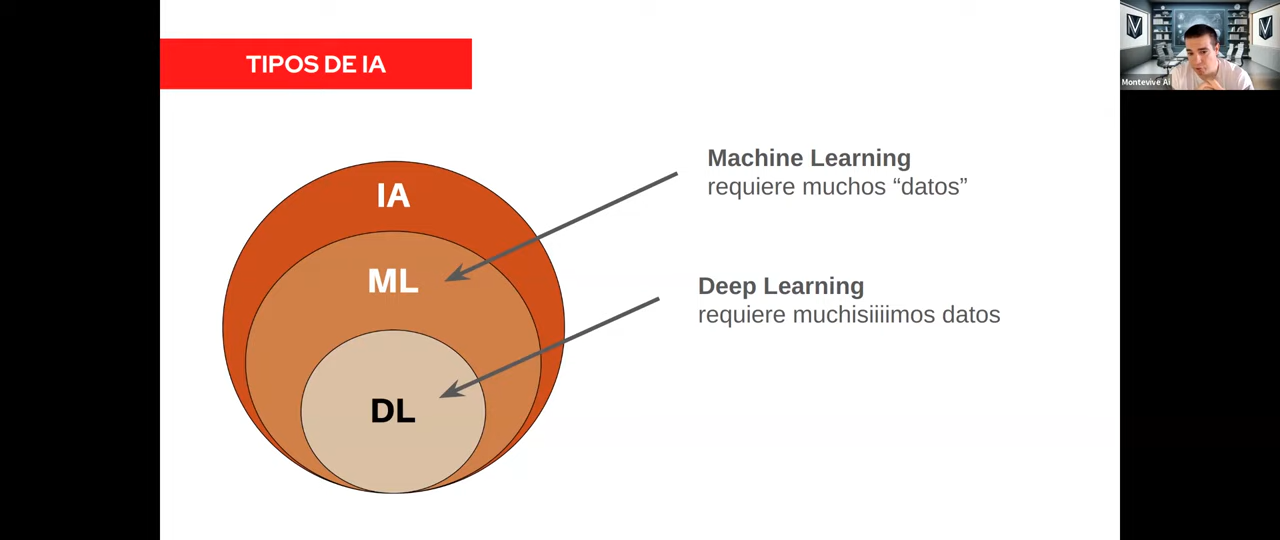 TIPOS DE IA
IA
ML
DL
Machine Learning
requiere muchos “datos”
Deep Learning
requiere muchisiiiimos datos
Montevive Ai